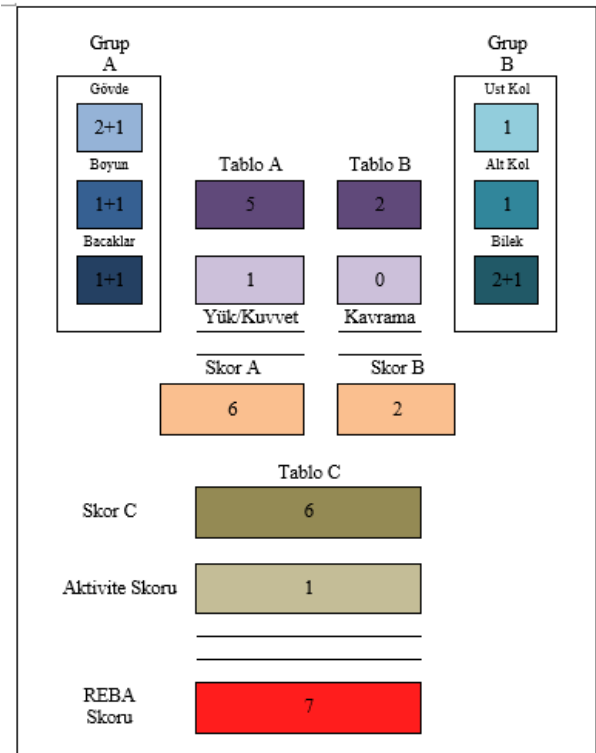 Grup
A
Gövde
2+1
Boyun
1+1
Bacaklar
1+1
Tablo A
5
1
Yük/Kuvvet
Tablo B
2
0
Kavrama
Grup
B
Ust Kol
1
Alt Kol
1
Bilek
2+1
Skor A
6
Skor B
2
Tablo C
Skor C
6
Aktivite Skoru
1
REBA
Skoru
7